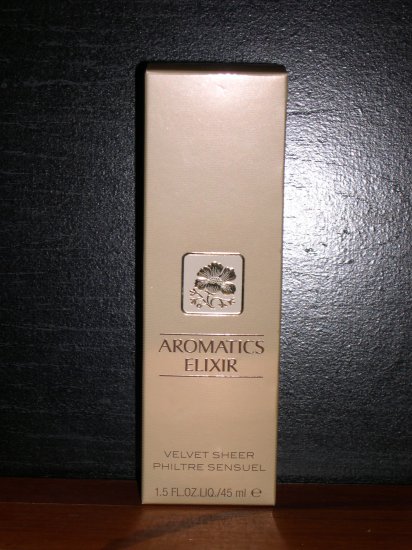 AROMATICS
ELIXIR
VELVET SHEER
PHILTRE SENSUEL
1.5 FL.OZ.LIQ./45 ml ℮